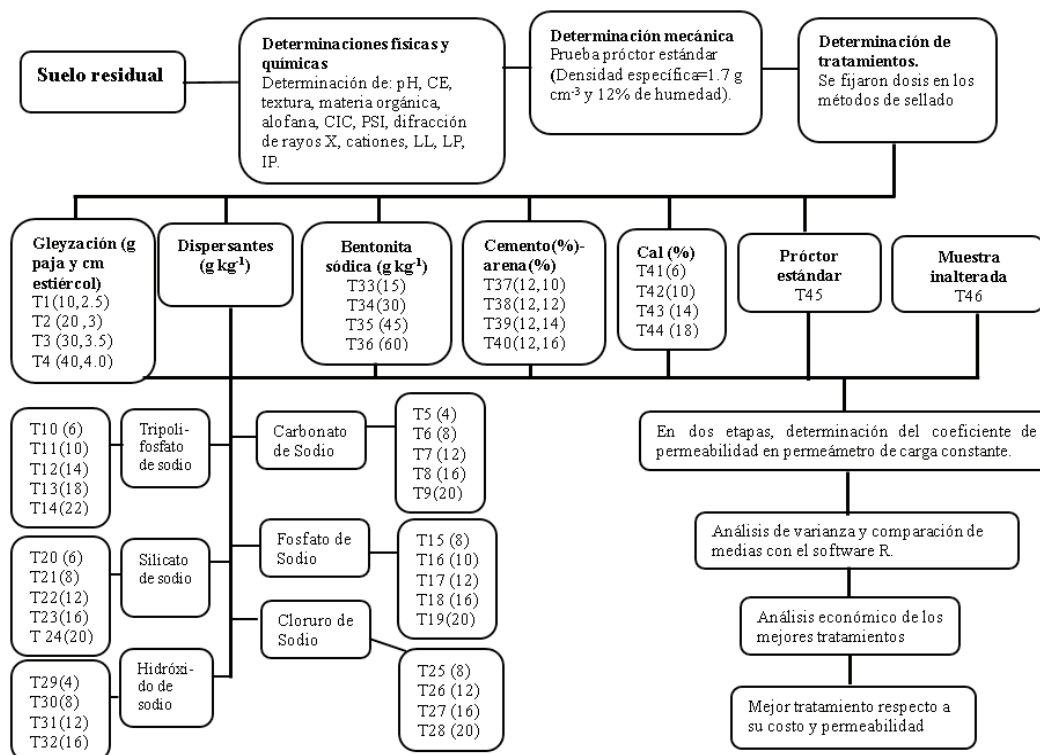 Suelo residual
Determinaciones físicas y
químicas
Determinación de: pH, CE,
textura, materia orgánica,
alofana, CIC, PSI, difracción
de rayos X, cationes, LL, LP,
IP.
Determinación mecánica
Prueba próctor estándar
(Densidad específica=1.7 g
cm-3 y 12% de humedad).
Determinación de
tratamientos.
Se fijaron dosis en los
métodos de sellado
Gleyzación (g
paja y cm
estiércol)
T1(10,2.5)
T2 (20 ,3)
T3 (30,3.5)
T4 (40,4.0)
Dispersantes
(g kg-1)
Bentonita
sódica (g kg-1)
T33(15)
T34(30)
T35 (45)
T36 (60)
Cemento(%)-
arena(%)
T37(12,10)
T38(12,12)
T39(12,14)
T40(12,16)
Cal (%)
T41(6)
T42(10)
T43 (14)
T44 (18)
Próctor
estándar
T45
Muestra
inalterada
T46
T10 (6)
T11(10)
T12(14)
T13(18)
T14(22)
Tripoli-
fosfato
de sodio
Carbonato
de Sodio
T5 (4)
T6 (8)
T7 (12)
T8 (16)
T9(20)
T20 (6)
T21(8)
T22(12)
T23(16)
T 24(20)
Silicato
de sodio
Fosfato de
Sodio
T15 (8)
T16 (10)
T17 (12)
T18 (16)
T19(20)
Cloruro de
Sodio
T25 (8)
T26 (12)
T27 (16)
T28 (20)
T29(4)
T30(8)
T31(12)
T32(16)
Hidróxi-
do de
sodio
En dos etapas, determinación del coeficiente de
permeabilidad en permeámetro de carga constante.
Análisis de varianza y comparación de
medias con el software R.
Análisis económico de los
mejores tratamientos
Mejor tratamiento respecto a
su costo y permeabilidad